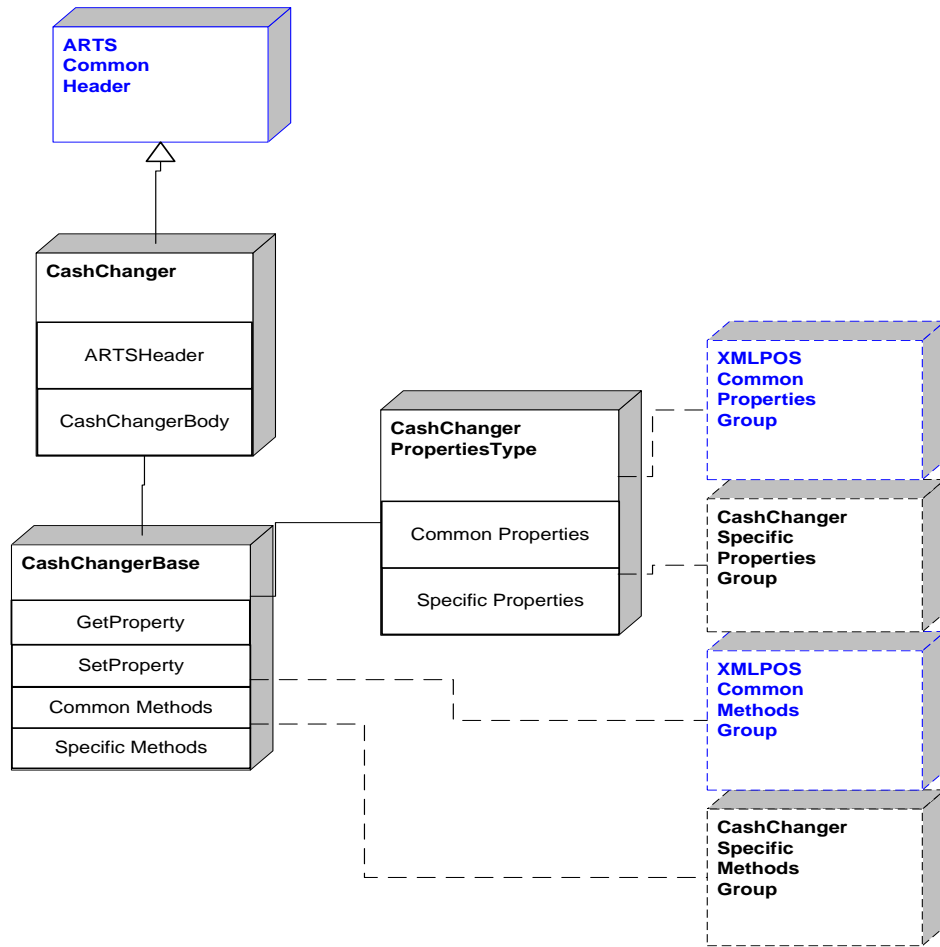 ARTS
Common
Header
CashChanger
ARTSHeader
CashChangerBody
CashChangerBase
GetProperty
SetProperty
Common Methods
Specific Methods
CashChanger
PropertiesType
Common Properties
Specific Properties
XMLPOS
Common
Properties
Group
CashChanger
Specific
Properties
Group
XMLPOS
Common
Methods
Group
CashChanger
Specific
Methods
Group